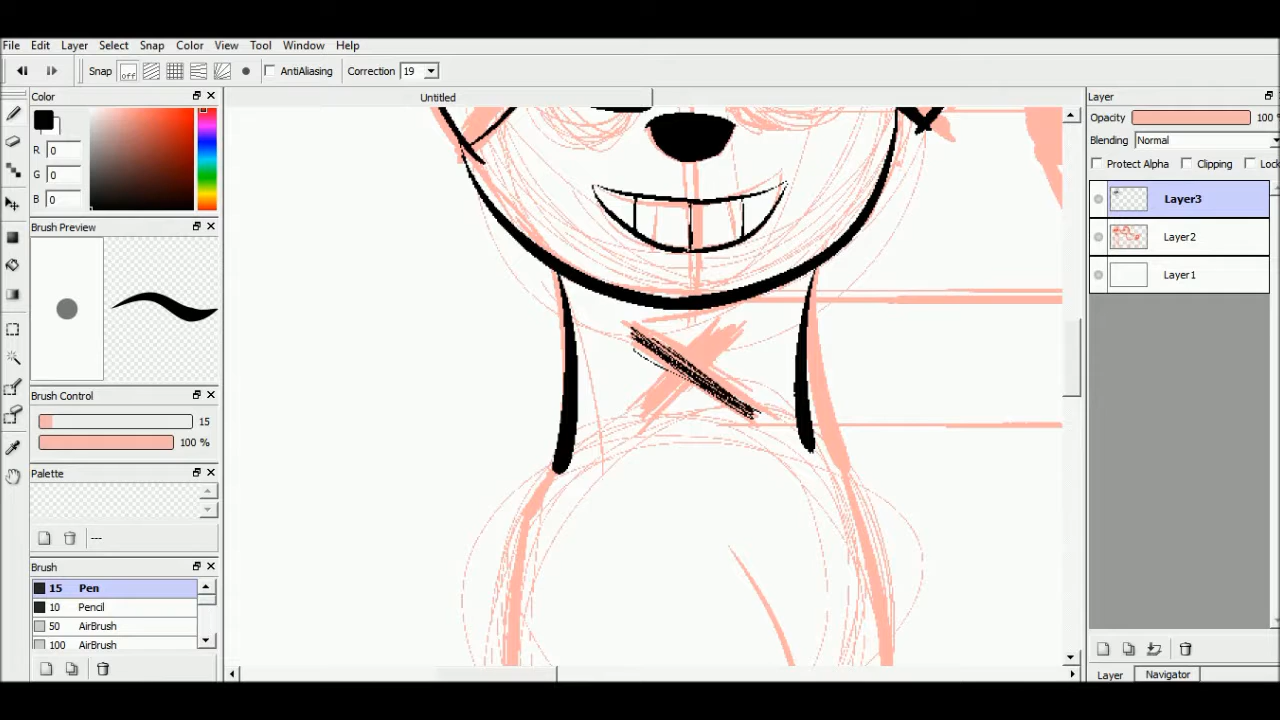 File Edit Layer Select Snap Color View Tool Window Help
Snap off AntiAliasing Correction 19
Color
Untitled
Layer
R 0
G 0
B 0
Opacity 100 %
Blending Normal
Protect Alpha Clipping Lock
Layer3
Layer2
Layer1
Brush Preview
Brush Control
15
100 %
Palette
---
Brush
15 Pen
10 Pencil
50 AirBrush
100 AirBrush
Layer Navigator